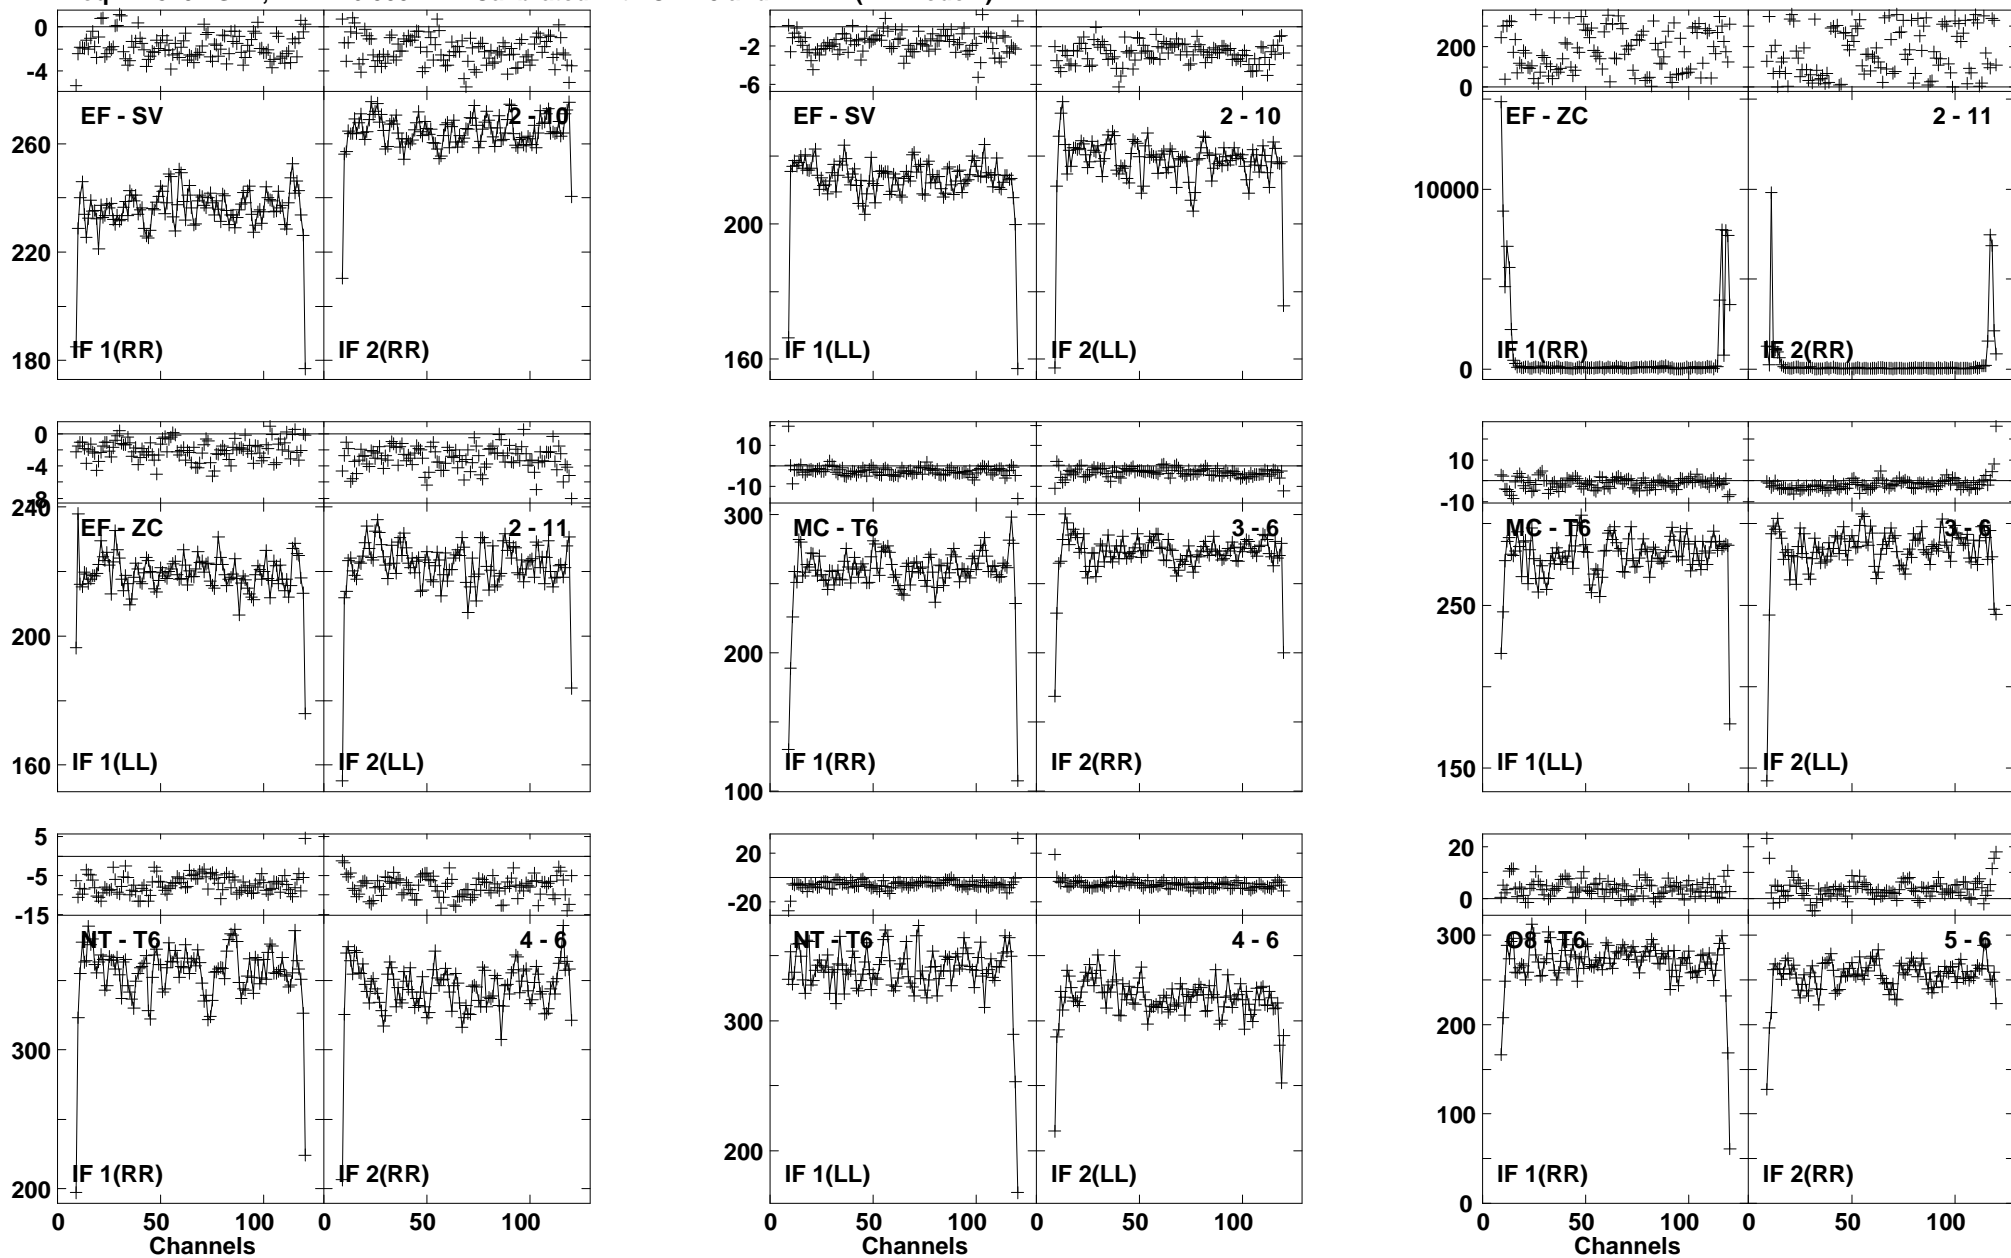 0
-4
EF - SV
2 - 10
260
220
180
IF 1(RR)
IF 2(RR)
-2
-6
EF - SV
2 - 10
200
160
IF 1(LL)
IF 2(LL)
200
0
EF - ZC
2 - 11
10000
0
IF 1(RR)
IF 2(RR)
0
-4
-8
240
EF - ZC
2 - 11
200
160
IF 1(LL)
IF 2(LL)
10
-10
300
MC - T6
3 - 6
200
100
IF 1(RR)
IF 2(RR)
10
-10
MC - T6
3 - 6
250
150
IF 1(LL)
IF 2(LL)
5
-5
-15
NT - T6
4 - 6
300
200
IF 1(RR)
IF 2(RR)
0 50 100 0 50 100
Channels
20
-20
NT - T6
4 - 6
300
200
IF 1(LL)
IF 2(LL)
0 50 100 0 50 100
Channels
20
0
300
O8 - T6
5 - 6
200
100
0
IF 1(RR)
IF 2(RR)
0 50 100 0 50 100
Channels